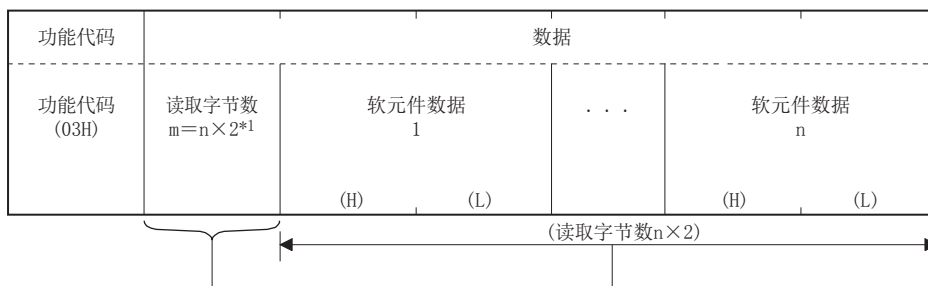 功能代码 数据
功能代码
(03H)
读取字节数
m=n×2*1
软元件数据
1
. . .
软元件数据
n
(H) (L) (H) (L)
(读取字节数n×2)